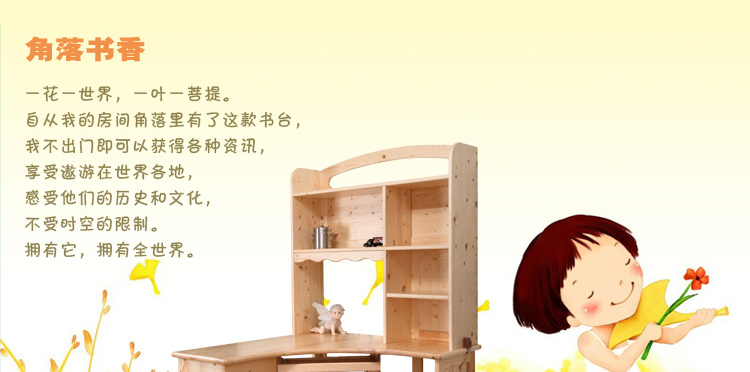 角落书香
一花一世界，一叶一菩提。
自从我的房间角落里有了这款书台，
我不出门即可以获得各种资讯，
享受遨游在世界各地，
感受他们的历史和文化，
不受时空的限制。
拥有它，拥有全世界。